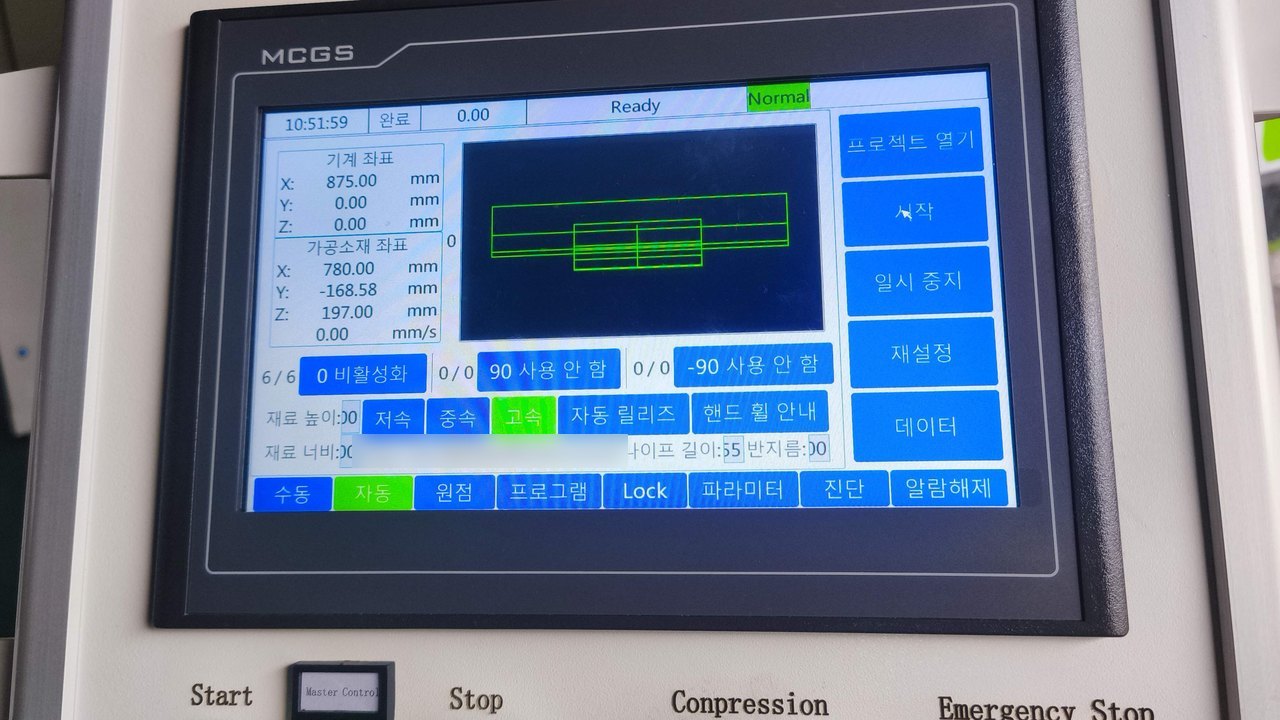 MCGS
10:51:59 완료 0.00 Ready Normal
기계 좌표
X: 875.00 mm
Y: 0.00 mm
Z: 0.00 mm
가공소재 좌표
X: 780.00 mm
Y: -168.58 mm
Z: 197.00 mm
0.00 mm/s
0
프로젝트 열기
시작
일시 중지
재설정
데이터
6/6 0 비활성화 0/0 90 사용 안 함 0/0 -90 사용 안 함
재료 높이: 저속 중속 고속 자동 릴리즈 핸드 휠 안내
재료 너비: 길이: 반지름:
수동 자동 원점 프로그램 Lock 파라미터 진단 알람해제
Start Master Control Stop Conpression Emergency Stop